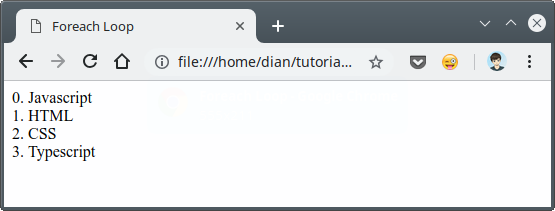 Foreach Loop
file:///home/dian/tutoria...
0. Javascript
1. HTML
2. CSS
3. Typescript